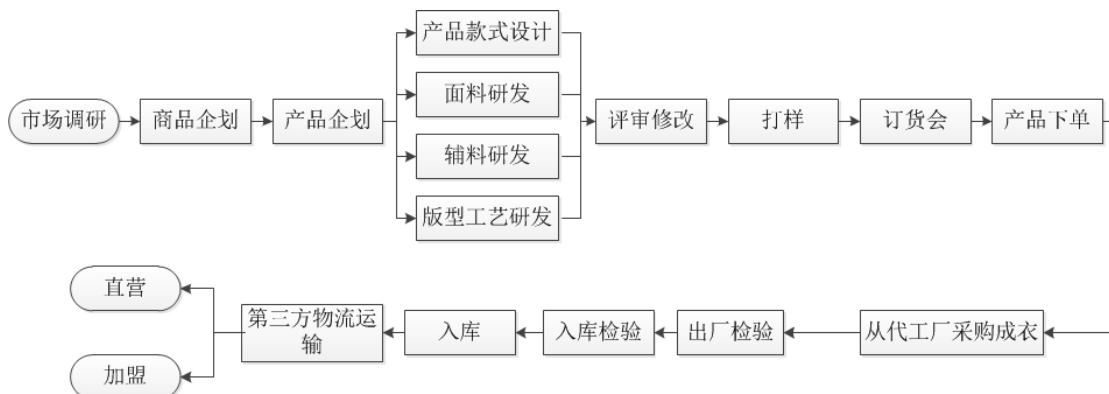 市场调研
商品企划
产品企划
产品款式设计
面料研发
辅料研发
版型工艺研发
评审修改
打样
订货会
产品下单
从代工厂采购成衣
出厂检验
入库检验
入库
第三方物流运
输
直营
加盟